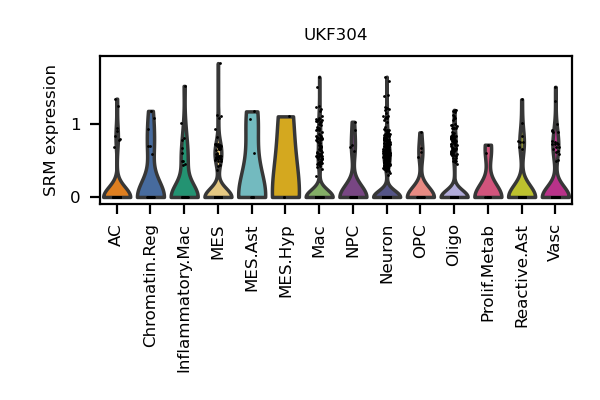 UKF304
SRM expression
1
0
AC
Chromatin.Reg
Inflammatory.Mac
MES
MES.Ast
MES.Hyp
Mac
NPC
Neuron
OPC
Oligo
Prolif.Metab
Reactive.Ast
Vasc